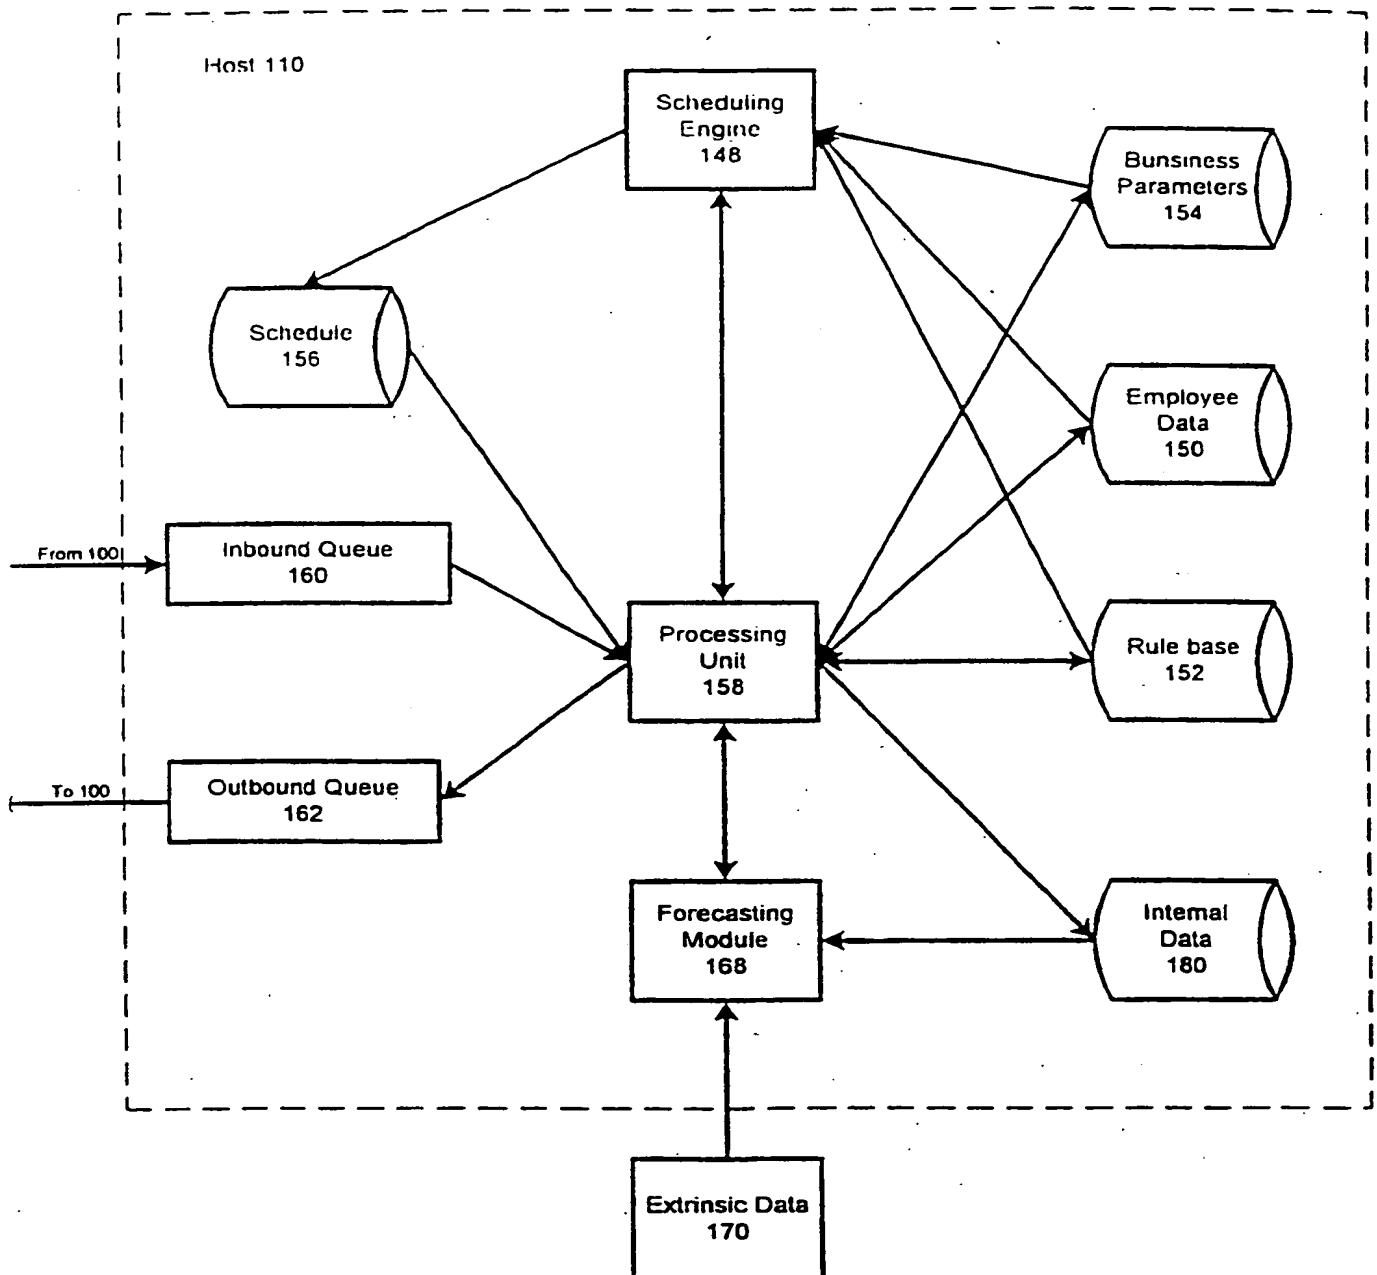 Host 110
Scheduling
Engine
148
Bunsiness
Parameters
154
Schedule
156
Employee
Data
150
From 100
Inbound Queue
160
Processing
Unit
158
Rule base
152
To 100
Outbound Queue
162
Forecasting
Module
168
Internal
Data
180
Extrinsic Data
170